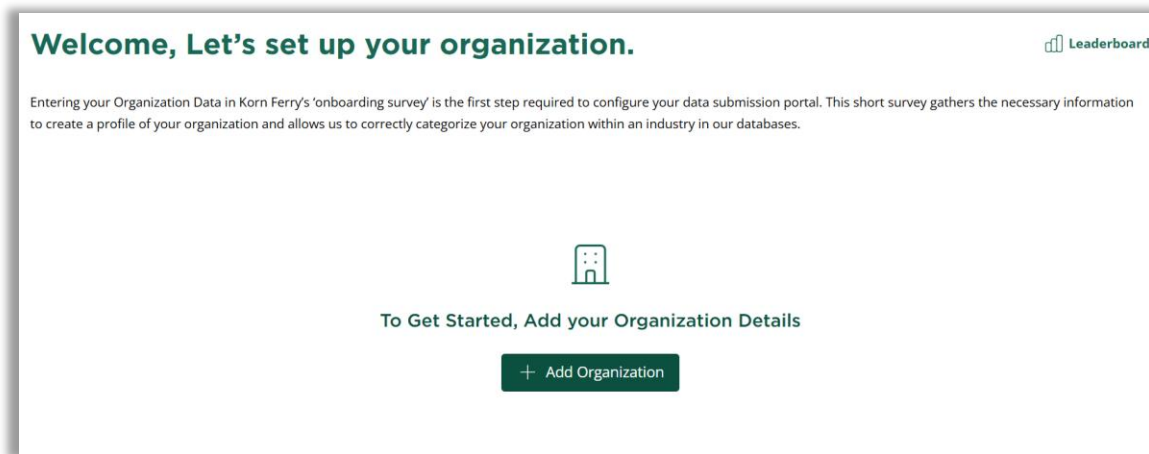 Welcome, Let’s set up your organization.
Leaderboard
Entering your Organization Data in Korn Ferry’s ‘onboarding survey’ is the first step required to configure your data submission portal. This short survey gathers the necessary information
to create a profile of your organization and allows us to correctly categorize your organization within an industry in our databases.
To Get Started, Add your Organization Details
+ Add Organization